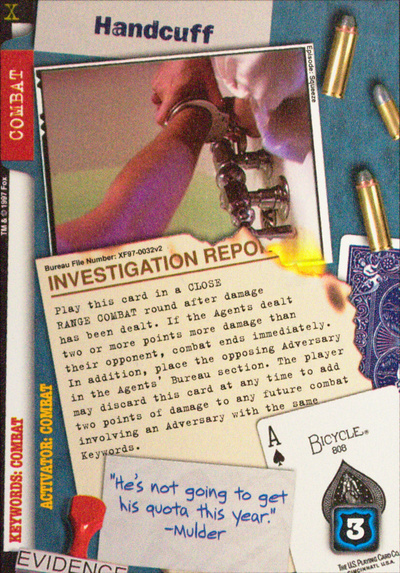 X
Handcuff
COMBAT
Episode: Squeeze
TM & © 1997 Fox
Bureau File Number: XF97-0032v2
INVESTIGATION REPO
Play this card in a CLOSE
RANGE COMBAT round after damage
has been dealt. If the Agents dealt
two or more points more damage than
their opponent, combat ends immediately.
In addition, place the opposing Adversary
in the Agents' Bureau section. The player
may discard this card at any time to add
two points of damage to any future combat
involving an Adversary with the same
Keywords.
KEYWORDS: COMBAT
ACTIVATOR: COMBAT
A
BICYCLE®
808
3
THE U.S. PLAYING CARD CO.
CINCINNATI, U.S.A.
"He's not going to get
his quota this year."
-Mulder
EVIDENCE